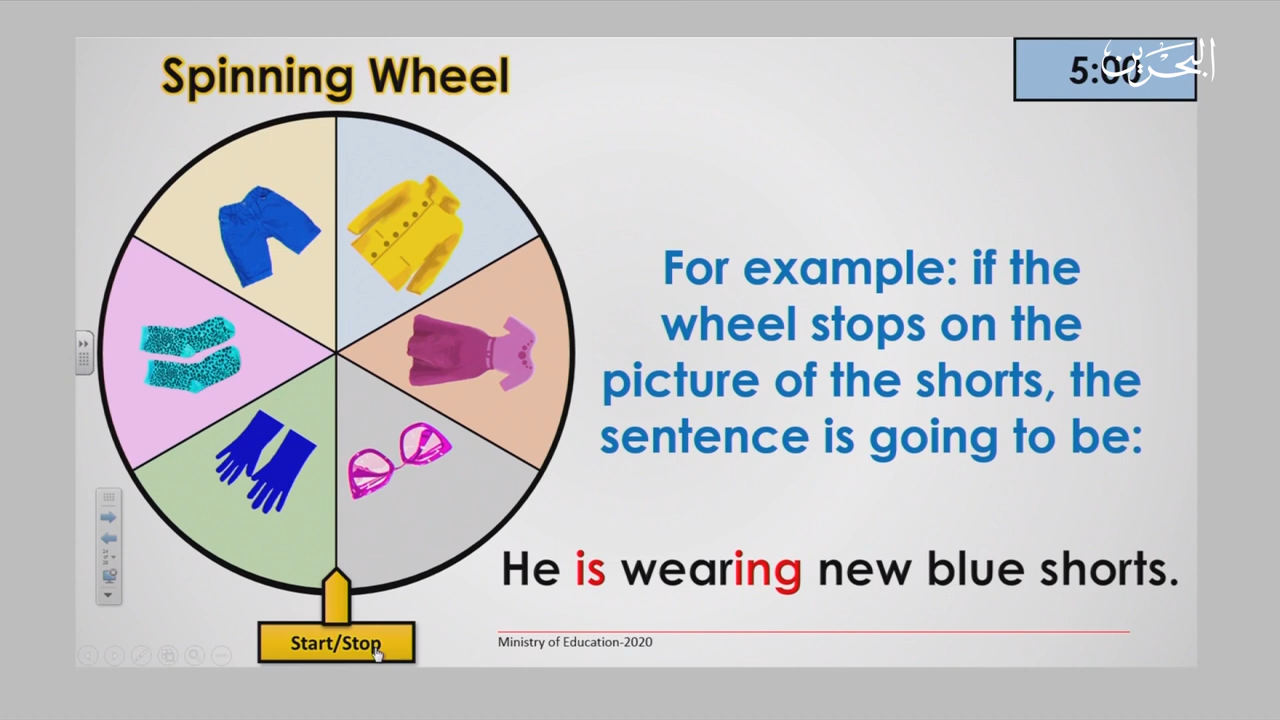 Spinning Wheel
5:00
البحرين
For example: if the
wheel stops on the
picture of the shorts, the
sentence is going to be:
He is wearing new blue shorts.
Start/Stop
Ministry of Education-2020